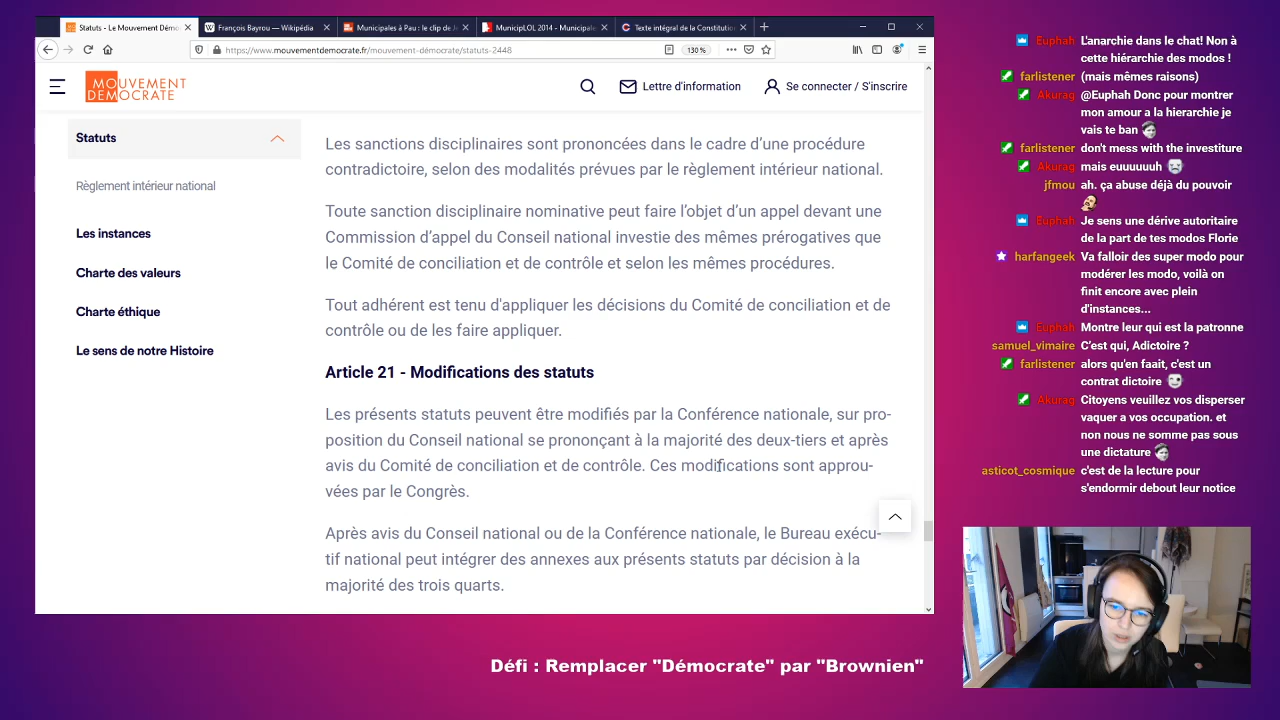 Statuts - Le Mouvement Démo
François Bayrou — Wikipédia
Municipales à Pau : le clip de Je
MunicipLOL 2014 - Municipale
Texte intégral de la Constitution
https://www.mouvementdemocrate.fr/mouvement-démocrate/statuts-2448
130 %
MOUVEMENT
DEMOCRATE
Lettre d'information
Se connecter / S'inscrire
Statuts
Règlement intérieur national
Les instances
Charte des valeurs
Charte éthique
Le sens de notre Histoire
Les sanctions disciplinaires sont prononcées dans le cadre d’une procédure
contradictoire, selon des modalités prévues par le règlement intérieur national.
Toute sanction disciplinaire nominative peut faire l’objet d’un appel devant une
Commission d’appel du Conseil national investie des mêmes prérogatives que
le Comité de conciliation et de contrôle et selon les mêmes procédures.
Tout adhérent est tenu d'appliquer les décisions du Comité de conciliation et de
contrôle ou de les faire appliquer.
Article 21 - Modifications des statuts
Les présents statuts peuvent être modifiés par la Conférence nationale, sur pro-
position du Conseil national se prononçant à la majorité des deux-tiers et après
avis du Comité de conciliation et de contrôle. Ces modifications sont approu-
vées par le Congrès.
Après avis du Conseil national ou de la Conférence nationale, le Bureau exécu-
tif national peut intégrer des annexes aux présents statuts par décision à la
majorité des trois quarts.
Euphah L'anarchie dans le chat! Non à
cette hiérarchie des modos !
farlistener (mais mêmes raisons)
Akurag @Euphah Donc pour montrer
mon amour a la hierarchie je
vais te ban
farlistener don't mess with the investiture
Akurag mais euuuuuuh
jfmou ah. ça abuse déjà du pouvoir
Euphah Je sens une dérive autoritaire
de la part de tes modos Florie
harfangeek Va falloir des super modo pour
modérer les modo, voilà on
finit encore avec plein
d'instances...
Euphah Montre leur qui est la patronne
samuel_vimaire C’est qui, Adictoire ?
farlistener alors qu'en faait, c'est un
contrat dictoire
Akurag Citoyens veuillez vos disperser
vaquer a vos occupation. et
non nous ne somme pas sous
une dictature
asticot_cosmique c'est de la lecture pour
s'endormir debout leur notice
Défi : Remplacer "Démocrate" par "Brownien"